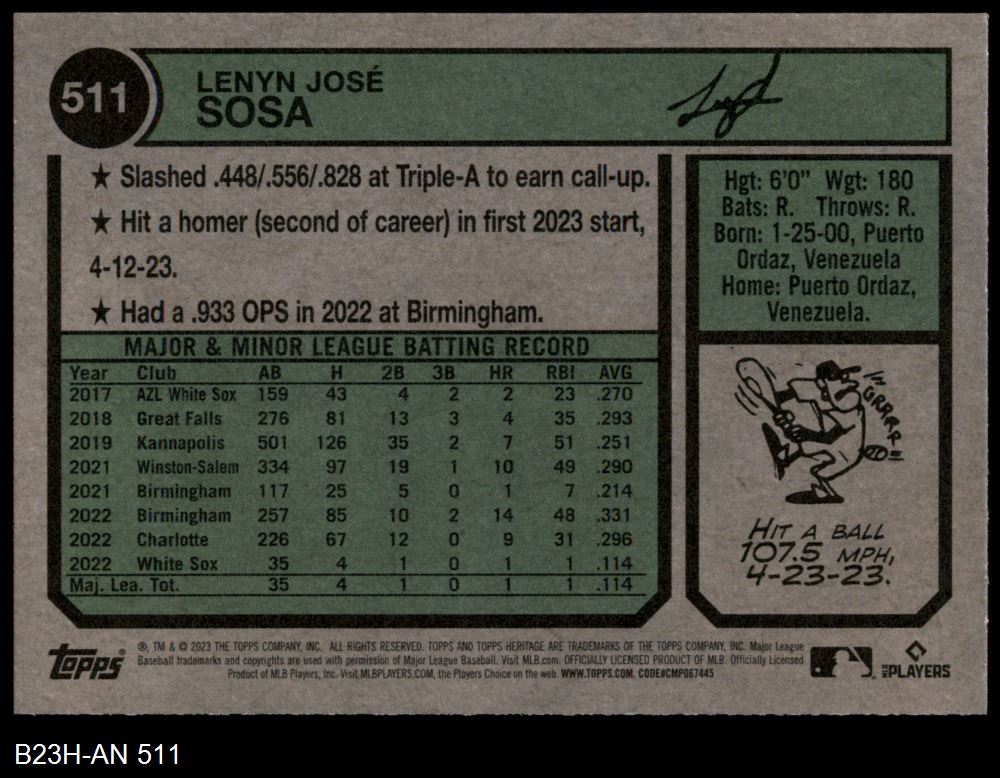 511
LENYN JOSÉ
SOSA
★ Slashed .448/.556/.828 at Triple-A to earn call-up.
★ Hit a homer (second of career) in first 2023 start,
4-12-23.
★ Had a .933 OPS in 2022 at Birmingham.
Hgt: 6'0" Wgt: 180
Bats: R. Throws: R.
Born: 1-25-00, Puerto
Ordaz, Venezuela
Home: Puerto Ordaz,
Venezuela.
MAJOR & MINOR LEAGUE BATTING RECORD
Year Club AB H 2B 3B HR RBI AVG
2017 AZL White Sox 159 43 4 2 2 23 .270
2018 Great Falls 276 81 13 3 4 35 .293
2019 Kannapolis 501 126 35 2 7 51 .251
2021 Winston-Salem 334 97 19 1 10 49 .290
2021 Birmingham 117 25 5 0 1 7 .214
2022 Birmingham 257 85 10 2 14 48 .331
2022 Charlotte 226 67 12 0 9 31 .296
2022 White Sox 35 4 1 0 1 1 .114
Maj. Lea. Tot. 35 4 1 0 1 1 .114
GRRRR!!
HIT A BALL
107.5 MPH,
4-23-23.
topps
®, TM & © 2023 THE TOPPS COMPANY, INC. ALL RIGHTS RESERVED. TOPPS AND TOPPS HERITAGE ARE TRADEMARKS OF THE TOPPS COMPANY, INC. Major League
Baseball trademarks and copyrights are used with permission of Major League Baseball. Visit MLB.com. OFFICIALLY LICENSED PRODUCT OF MLB. Officially Licensed
Product of MLB Players, Inc. Visit MLBPLAYERS.COM, the Players Choice on the web. WWW.TOPPS.COM. CODE#CMP067445
MLB PLAYERS
B23H-AN 511